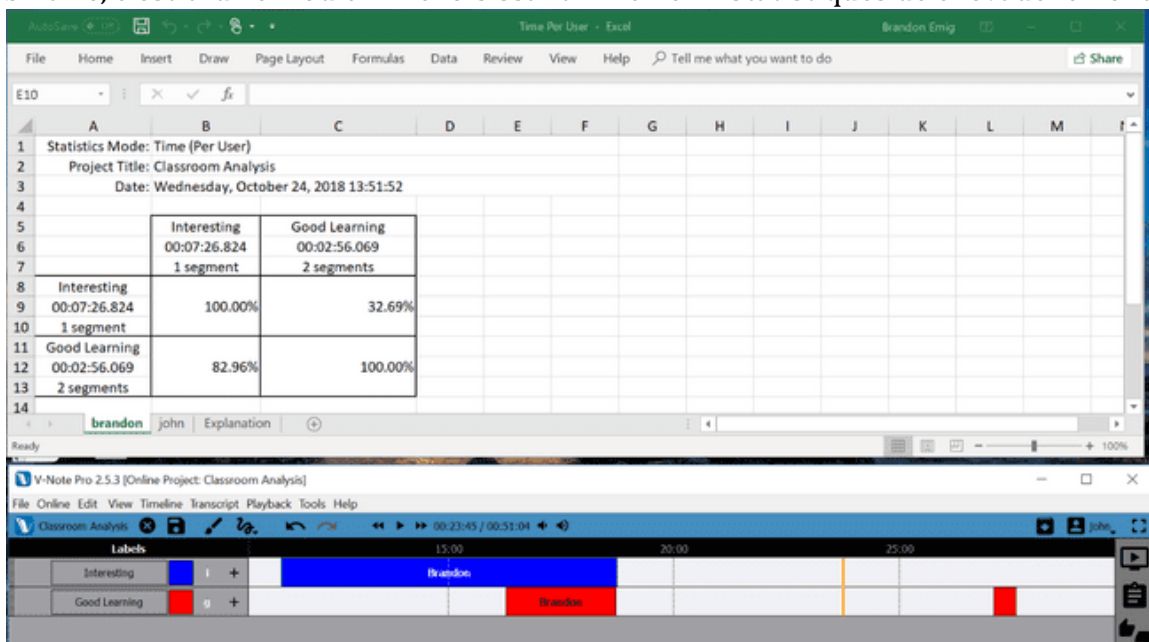 AutoSave Off
Time Per User - Excel
Brandon Emig
File Home Insert Draw Page Layout Formulas Data Review View Help Tell me what you want to do Share
E10 fx
A B C D E F G H I J K L M
1 Statistics Mode: Time (Per User)
2 Project Title: Classroom Analysis
3 Date: Wednesday, October 24, 2018 13:51:52
4
5 Interesting Good Learning
6 00:07:26.824 00:02:56.069
7 1 segment 2 segments
8 Interesting
9 00:07:26.824 100.00% 32.69%
10 1 segment
11 Good Learning
12 00:02:56.069 82.96% 100.00%
13 2 segments
14
brandon john Explanation
Ready 100%
V-Note Pro 2.5.3 [Online Project: Classroom Analysis]
File Online Edit View Timeline Transcript Playback Tools Help
Classroom Analysis 00:23:45 / 00:51:04 John
Labels 15:00 20:00 25:00
Interesting i + Brandon
Good Learning g + Brandon